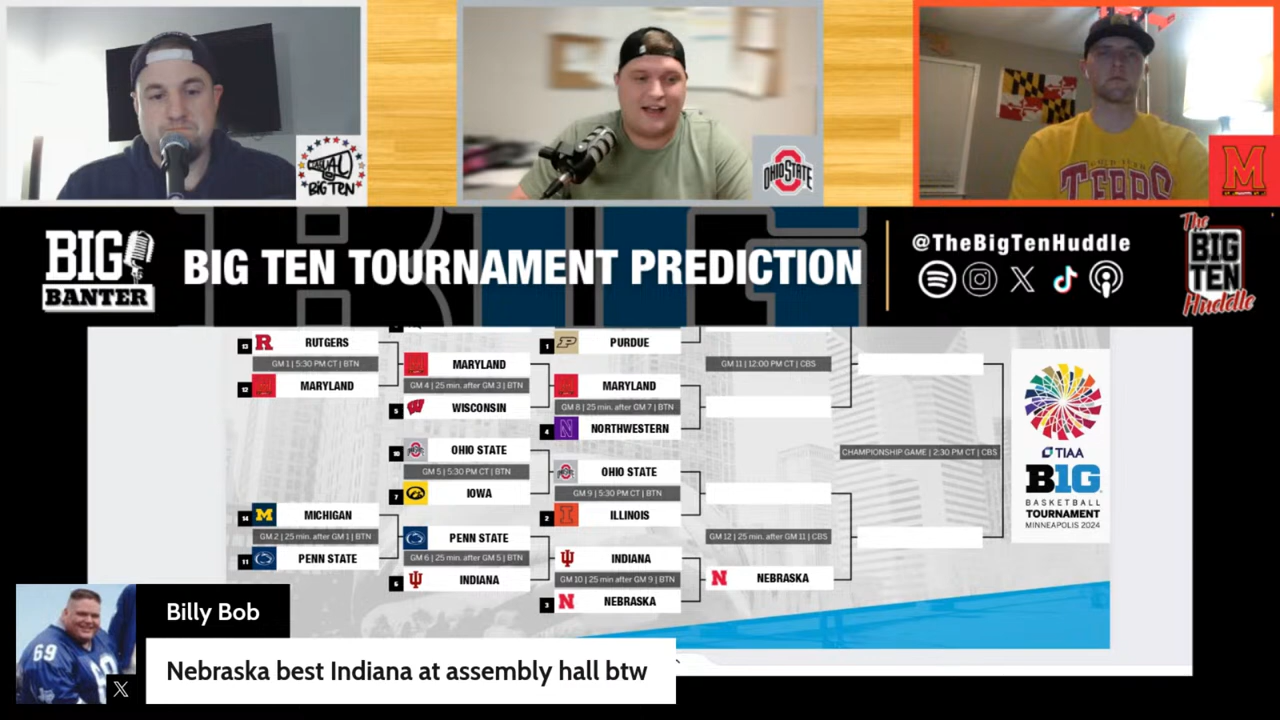 CASUAL
BIG TEN
OHIO STATE
TERPS
M
BIG
BANTER
BIG TEN TOURNAMENT PREDICTION
@TheBigTenHuddle
The
BIG
TEN
Huddle
13 R RUTGERS
GM 1 | 5:30 PM CT | BTN
12 MARYLAND
MARYLAND
GM 4 | 25 min. after GM 3 | BTN
5 W WISCONSIN
1 P PURDUE
MARYLAND
GM 8 | 25 min. after GM 7 | BTN
4 N NORTHWESTERN
GM 11 | 12:00 PM CT | CBS
10 OHIO STATE
GM 5 | 5:30 PM CT | BTN
7 IOWA
OHIO STATE
GM 9 | 5:30 PM CT | BTN
2 I ILLINOIS
CHAMPIONSHIP GAME | 2:30 PM CT | CBS
14 M MICHIGAN
GM 2 | 25 min. after GM 1 | BTN
11 PENN STATE
PENN STATE
GM 6 | 25 min. after GM 5 | BTN
6 INDIANA
INDIANA
GM 10 | 25 min after GM 9 | BTN
3 N NEBRASKA
GM 12 | 25 min. after GM 11 | CBS
N NEBRASKA
TIAA
B1G
BASKETBALL
TOURNAMENT
MINNEAPOLIS 2024
69
Billy Bob
Nebraska best Indiana at assembly hall btw